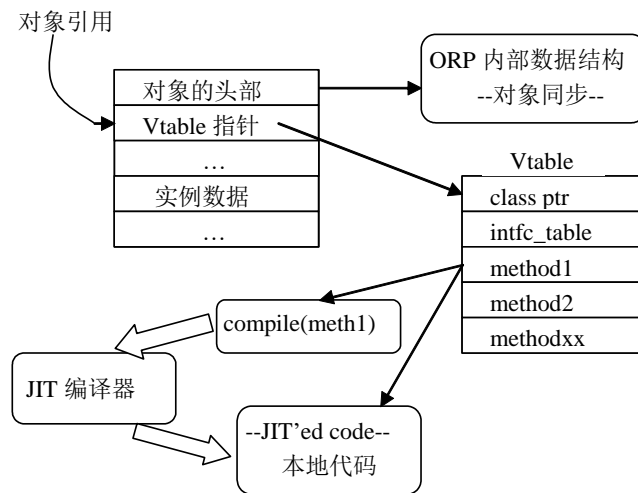 对象引用
对象的头部
Vtable 指针
…
实例数据
…
ORP 内部数据结构
--对象同步--
Vtable
class ptr
intfc_table
method1
method2
methodxx
compile(meth1)
JIT 编译器
--JIT’ed code--
本地代码